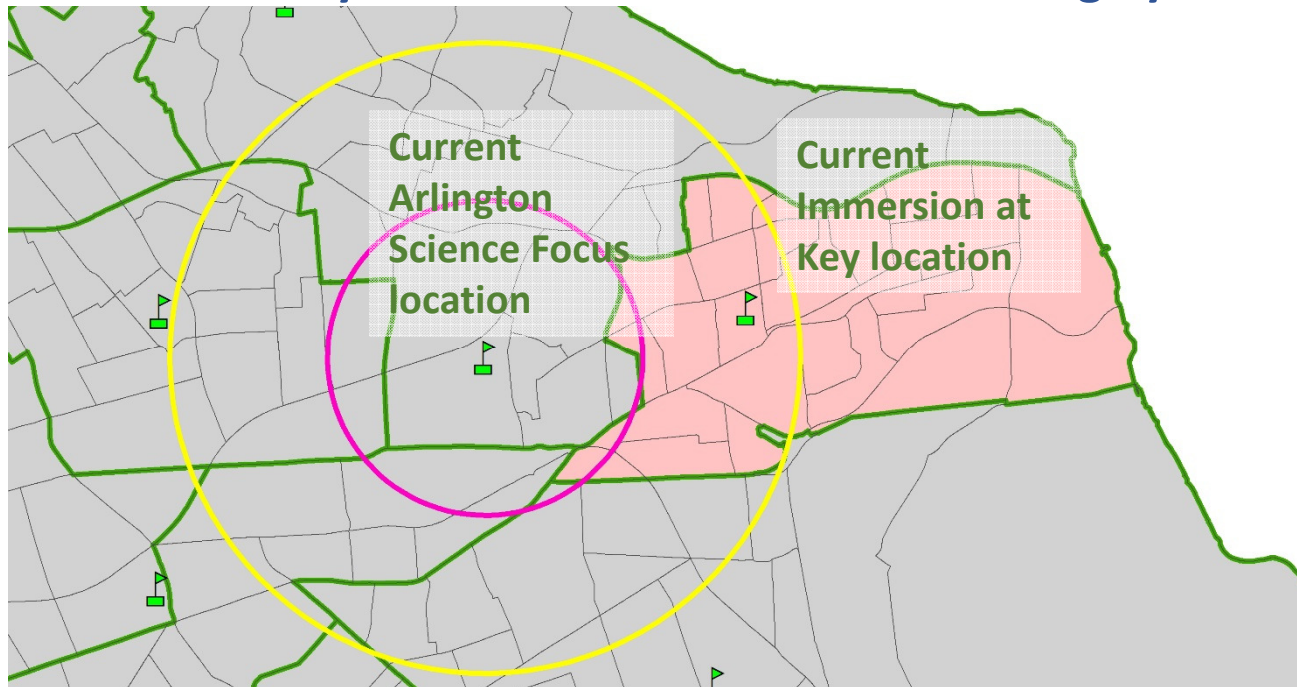 Current
Arlington
Science Focus
location
Current
Immersion at
Key location